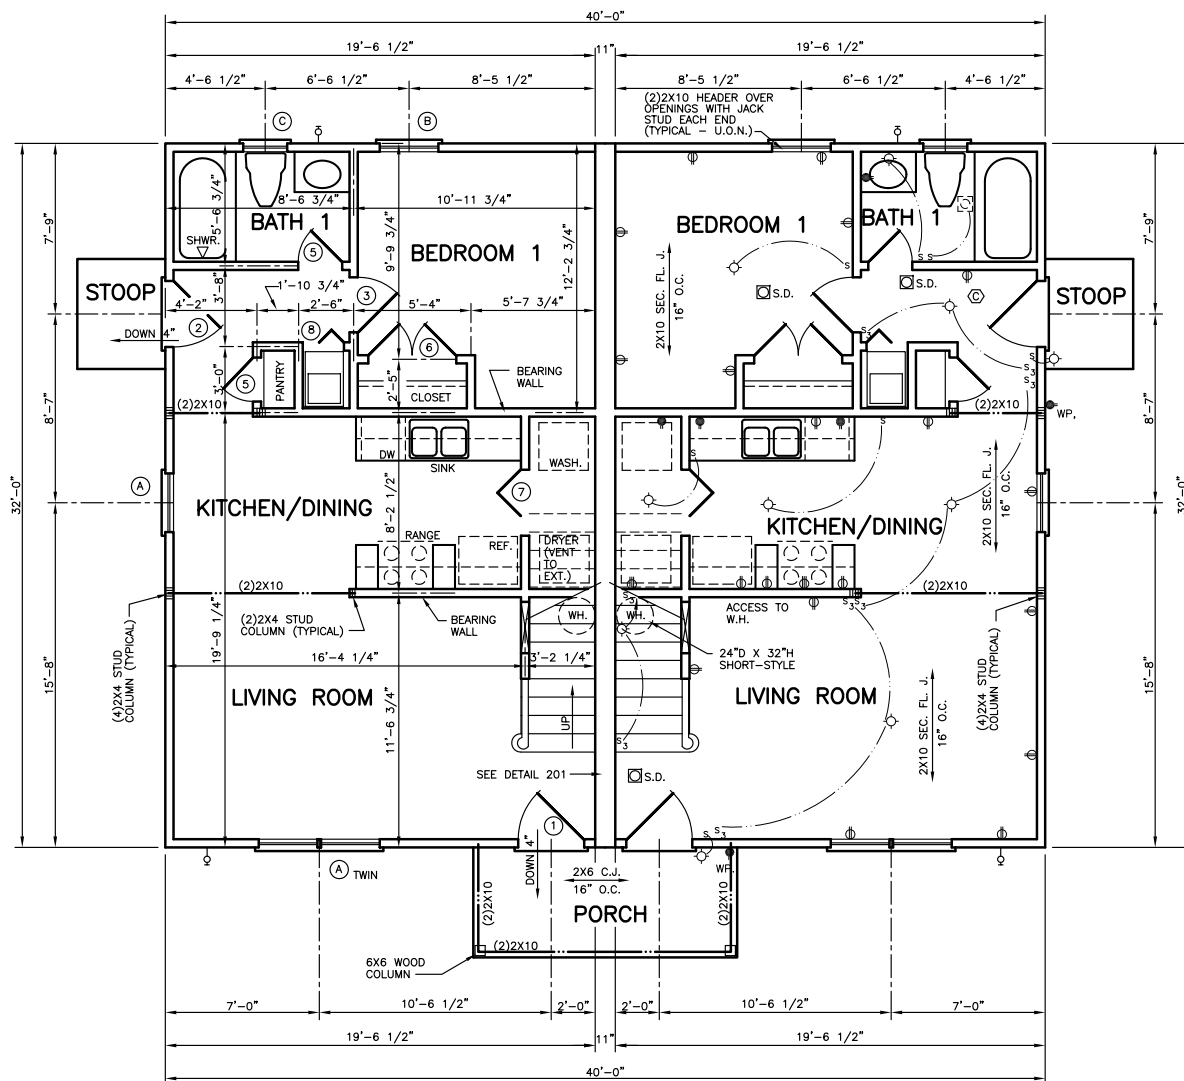 40'-0"
19'-6 1/2"
11"
19'-6 1/2"
4'-6 1/2"
6'-6 1/2"
8'-5 1/2"
8'-5 1/2"
6'-6 1/2"
4'-6 1/2"
(2)2X10 HEADER OVER
OPENINGS WITH JACK
STUD EACH END
(TYPICAL - U.O.N.)
C
B
8'-6 3/4"
10'-11 3/4"
5'-6 3/4"
BATH 1
SHWR.
5
BEDROOM 1
9'-9 3/4"
12'-2 3/4"
BEDROOM 1
BATH 1
2X10 SEC. FL. J.
16" O.C.
S
S S
S.D.
S.D.
C
7'-9"
7'-9"
STOOP
STOOP
3'-8"
1'-10 3/4"
4'-2"
2'-6"
3
5'-4"
5'-7 3/4"
2
DOWN 4"
8
6
S3
S
S3
5
3'-0"
PANTRY
2'-5"
CLOSET
BEARING
WALL
(2)2X10
(2)2X10
WP.
8'-7"
8'-7"
32'-0"
32'-0"
DW
SINK
WASH.
S
S
A
7
KITCHEN/DINING
8'-2 1/2"
KITCHEN/DINING
2X10 SEC. FL. J.
16" O.C.
RANGE
REF.
DRYER
(VENT
TO
EXT.)
(2)2X10
(2)2X10
S3
S3
S3
WH.
WH.
ACCESS TO
W.H.
(2)2X4 STUD
COLUMN (TYPICAL)
BEARING
WALL
24"D X 32"H
SHORT-STYLE
19'-9 1/4"
16'-4 1/4"
3'-2 1/4"
(4)2X4 STUD
COLUMN (TYPICAL)
(4)2X4 STUD
COLUMN (TYPICAL)
15'-8"
15'-8"
LIVING ROOM
LIVING ROOM
11'-6 3/4"
UP
S3
2X10 SEC. FL. J.
16" O.C.
SEE DETAIL 201
S.D.
1
S
S3
A
TWIN
DOWN 4"
2X6 C.J.
16" O.C.
WP.
(2)2X10
PORCH
(2)2X10
(2)2X10
6X6 WOOD
COLUMN
7'-0"
10'-6 1/2"
2'-0"
2'-0"
10'-6 1/2"
7'-0"
19'-6 1/2"
11"
19'-6 1/2"
40'-0"